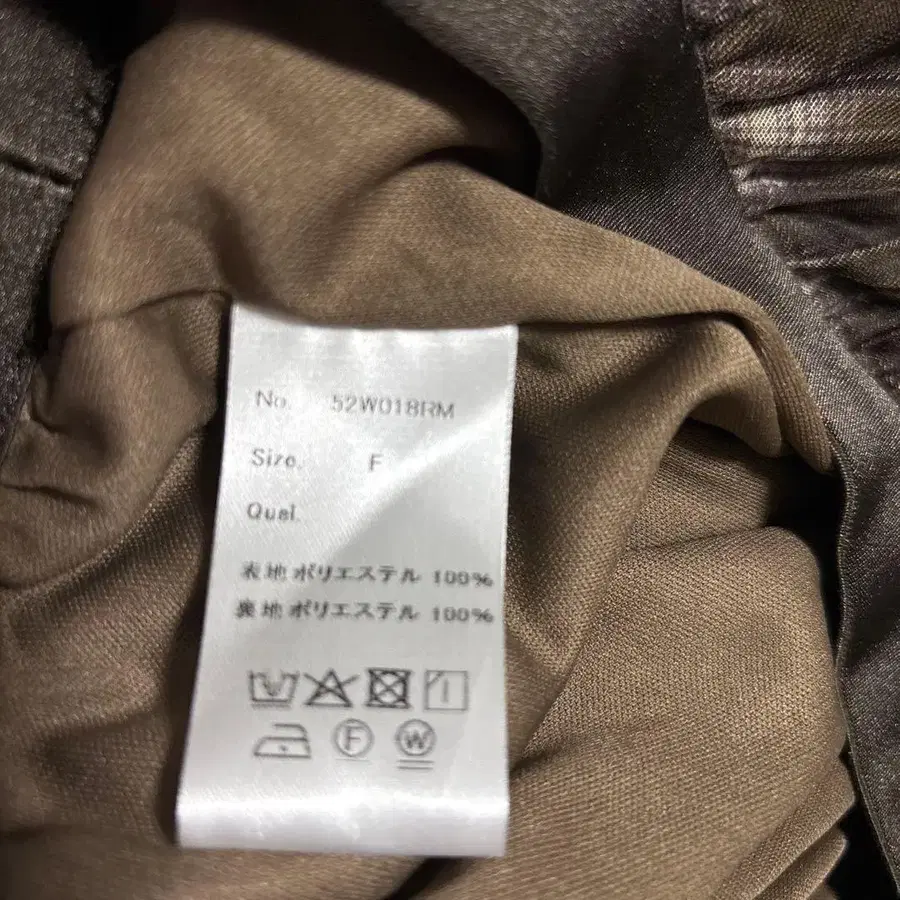 No. 52W018RM
Size. F
Qual.
表地 ポリエステル 100%
裏地 ポリエステル 100%
F W